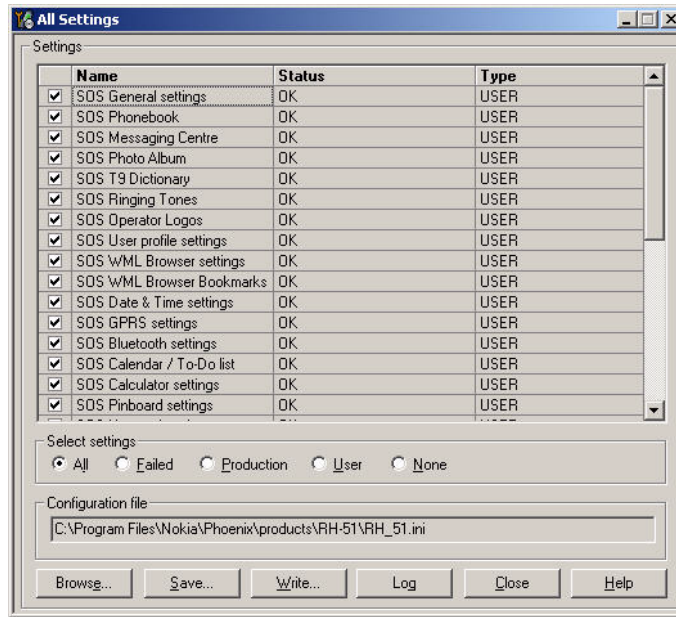 All Settings
Settings
Name Status Type
SOS General settings OK USER
SOS Phonebook OK USER
SOS Messaging Centre OK USER
SOS Photo Album OK USER
SOS T9 Dictionary OK USER
SOS Ringing Tones OK USER
SOS Operator Logos OK USER
SOS User profile settings OK USER
SOS WML Browser settings OK USER
SOS WML Browser Bookmarks OK USER
SOS Date & Time settings OK USER
SOS GPRS settings OK USER
SOS Bluetooth settings OK USER
SOS Calendar / To-Do list OK USER
SOS Calculator settings OK USER
SOS Pinboard settings OK USER
Select settings
All Failed Production User None
Configuration file
C:\Program Files\Nokia\Phoenix\products\RH-51\RH_51.ini
Browse... Save... Write... Log Close Help